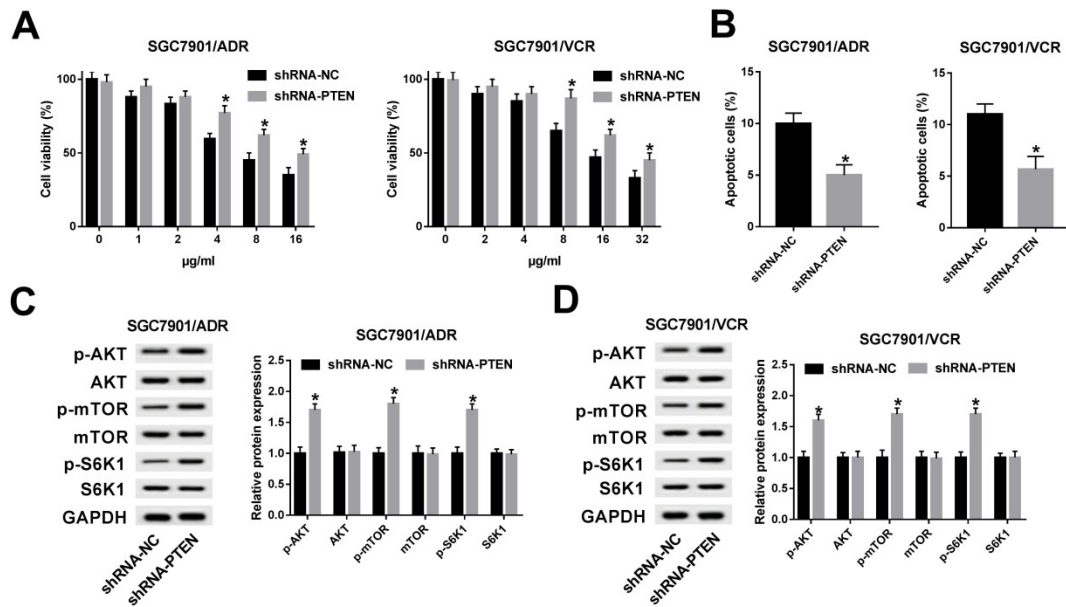 A
SGC7901/ADR
shRNA-NC
shRNA-PTEN
Cell viability (%)
100
50
0
*
*
*
0 1 2 4 8 16
µg/ml
SGC7901/VCR
shRNA-NC
shRNA-PTEN
Cell viability (%)
100
50
0
*
*
*
0 2 4 8 16 32
µg/ml
B
SGC7901/ADR
Apoptotic cells (%)
15
10
5
0
*
shRNA-NC
shRNA-PTEN
SGC7901/VCR
Apoptotic cells (%)
15
10
5
0
*
shRNA-NC
shRNA-PTEN
C
SGC7901/ADR
p-AKT
AKT
p-mTOR
mTOR
p-S6K1
S6K1
GAPDH
shRNA-NC
shRNA-PTEN
SGC7901/ADR
shRNA-NC shRNA-PTEN
Relative protein expression
2.0
1.5
1.0
0.5
0.0
*
*
*
p-AKT
AKT
p-mTOR
mTOR
p-S6K1
S6K1
D
SGC7901/VCR
p-AKT
AKT
p-mTOR
mTOR
p-S6K1
S6K1
GAPDH
shRNA-NC
shRNA-PTEN
SGC7901/VCR
shRNA-NC shRNA-PTEN
Relative protein expression
2.0
1.5
1.0
0.5
0.0
*
*
*
p-AKT
AKT
p-mTOR
mTOR
p-S6K1
S6K1